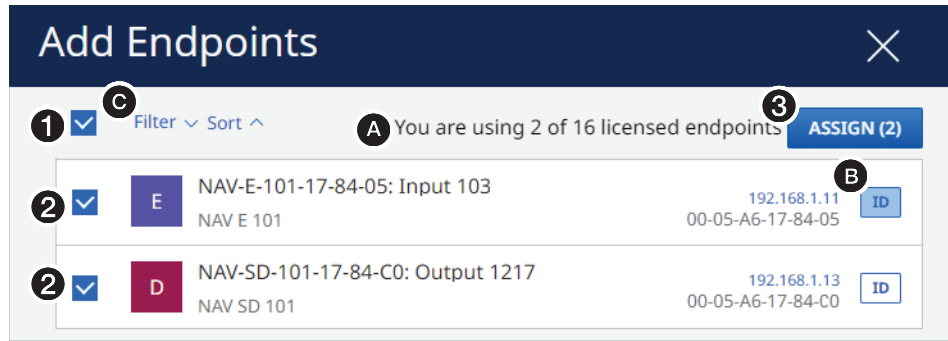 Add Endpoints
C
1 Filter Sort A You are using 2 of 16 licensed endpoints 3 ASSIGN (2)
B
2 E NAV-E-101-17-84-05: Input 103 192.168.1.11 ID
NAV E 101 00-05-A6-17-84-05
2 D NAV-SD-101-17-84-C0: Output 1217 192.168.1.13 ID
NAV SD 101 00-05-A6-17-84-C0